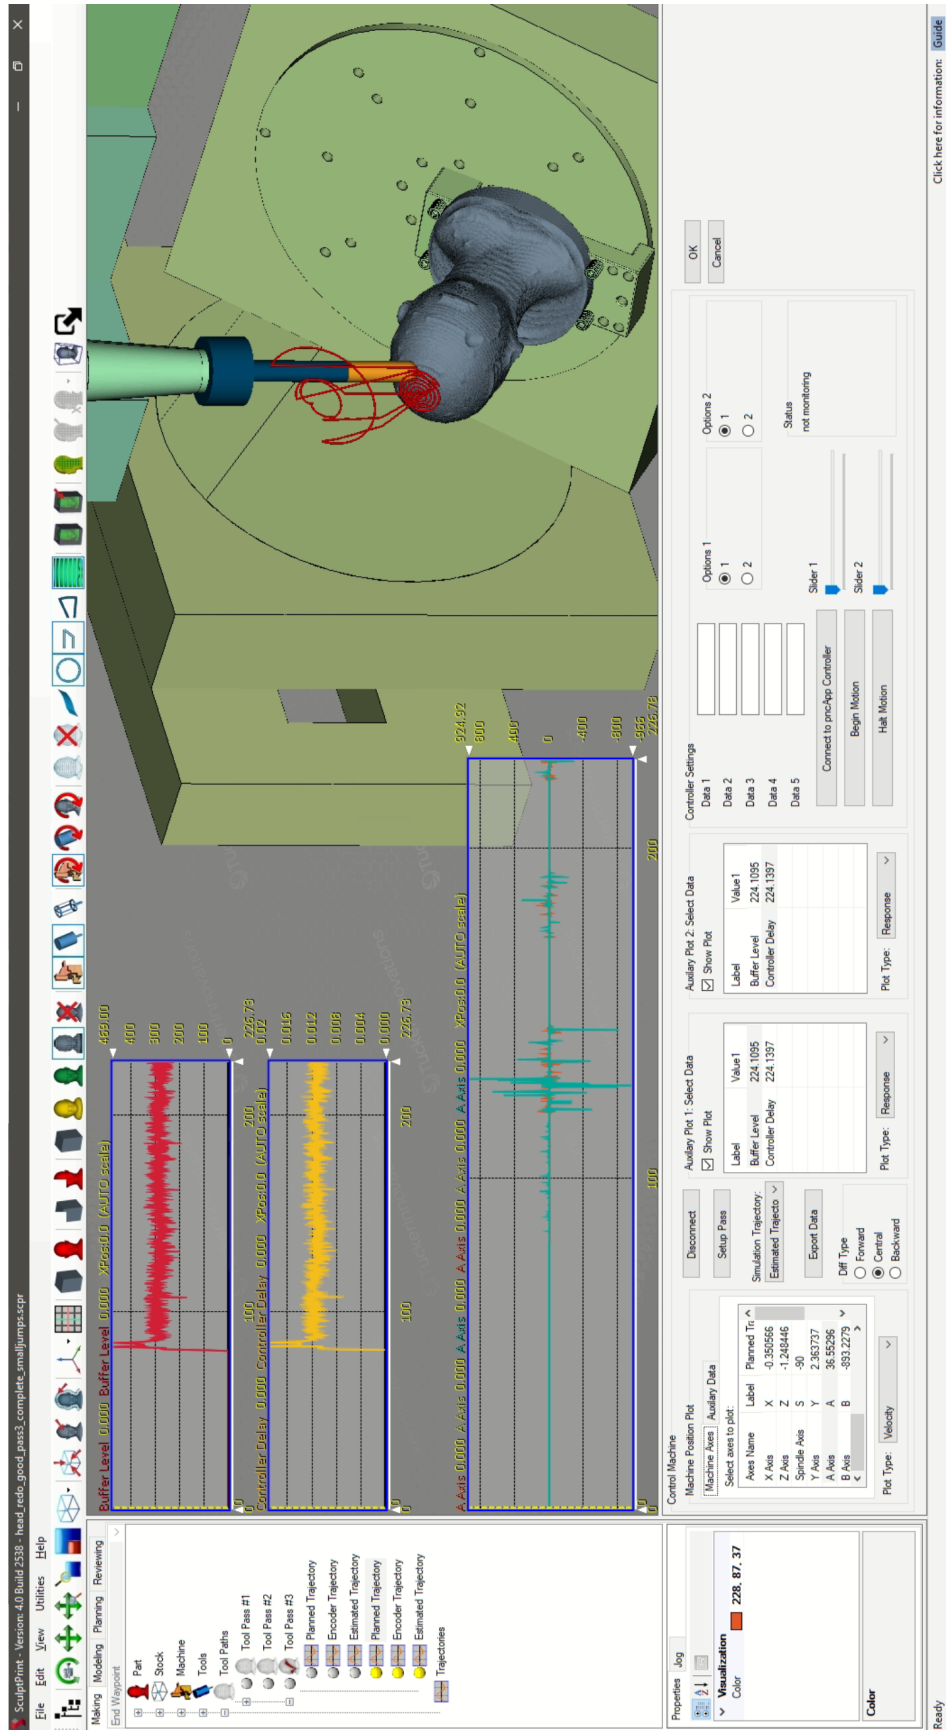 SculptPrint - Version: 4.0 Build 2538 - head_redo_good_pass3_complete_smalljumps.scpr
File Edit View Utilities Help
Making Modeling Planning Reviewing
End Waypoint
Part
Stock
Machine
Tools
Tool Paths
Tool Pass #1
Tool Pass #2
Tool Pass #3
Planned Trajectory
Encoder Trajectory
Estimated Trajectory
Planned Trajectory
Encoder Trajectory
Estimated Trajectory
Trajectories
Buffer Level 0.000 Buffer Level 0.000 XPos:0.0 (AUTO scale)
469.00
400
300
200
100
0
0 100 200 226.73
Controller Delay 0.000 Controller Delay 0.000 XPos:0.0 (AUTO scale)
0.02
0.016
0.012
0.008
0.004
0.000
0 100 200 226.73
A Axis 0.000 A Axis 0.000 A Axis 0.000 A Axis 0.000 A Axis 0.000 A Axis 0.000 XPos:0.0 (AUTO scale)
924.92
800
400
0
-400
-800
-966
0 100 200 226.78
Properties Jog
Visualization
Color 228, 87, 37
Color
Control Machine
Machine Position Plot
Machine Axes Auxilary Data
Select axes to plot:
Axes Name Label Planned Tr
X Axis X -0.350566
Z Axis Z -1.248446
Spindle Axis S -90
Y Axis Y 2.363737
A Axis A 36.55296
B Axis B -893.2279
Plot Type: Velocity
Disconnect
Setup Pass
Simulation Trajectory:
Estimated Trajecto
Export Data
Diff Type
Forward
Central
Backward
Auxilary Plot 1: Select Data
Show Plot
Label Value1
Buffer Level 224.1095
Controller Delay 224.1397
Plot Type: Response
Auxilary Plot 2: Select Data
Show Plot
Label Value1
Buffer Level 224.1095
Controller Delay 224.1397
Plot Type: Response
Controller Settings
Data 1
Data 2
Data 3
Data 4
Data 5
Connect to pncApp Controller
Begin Motion
Halt Motion
Options 1
1
2
Options 2
1
2
Slider 1
Slider 2
Status
not monitoring
OK
Cancel
Ready
Click here for information: Guide